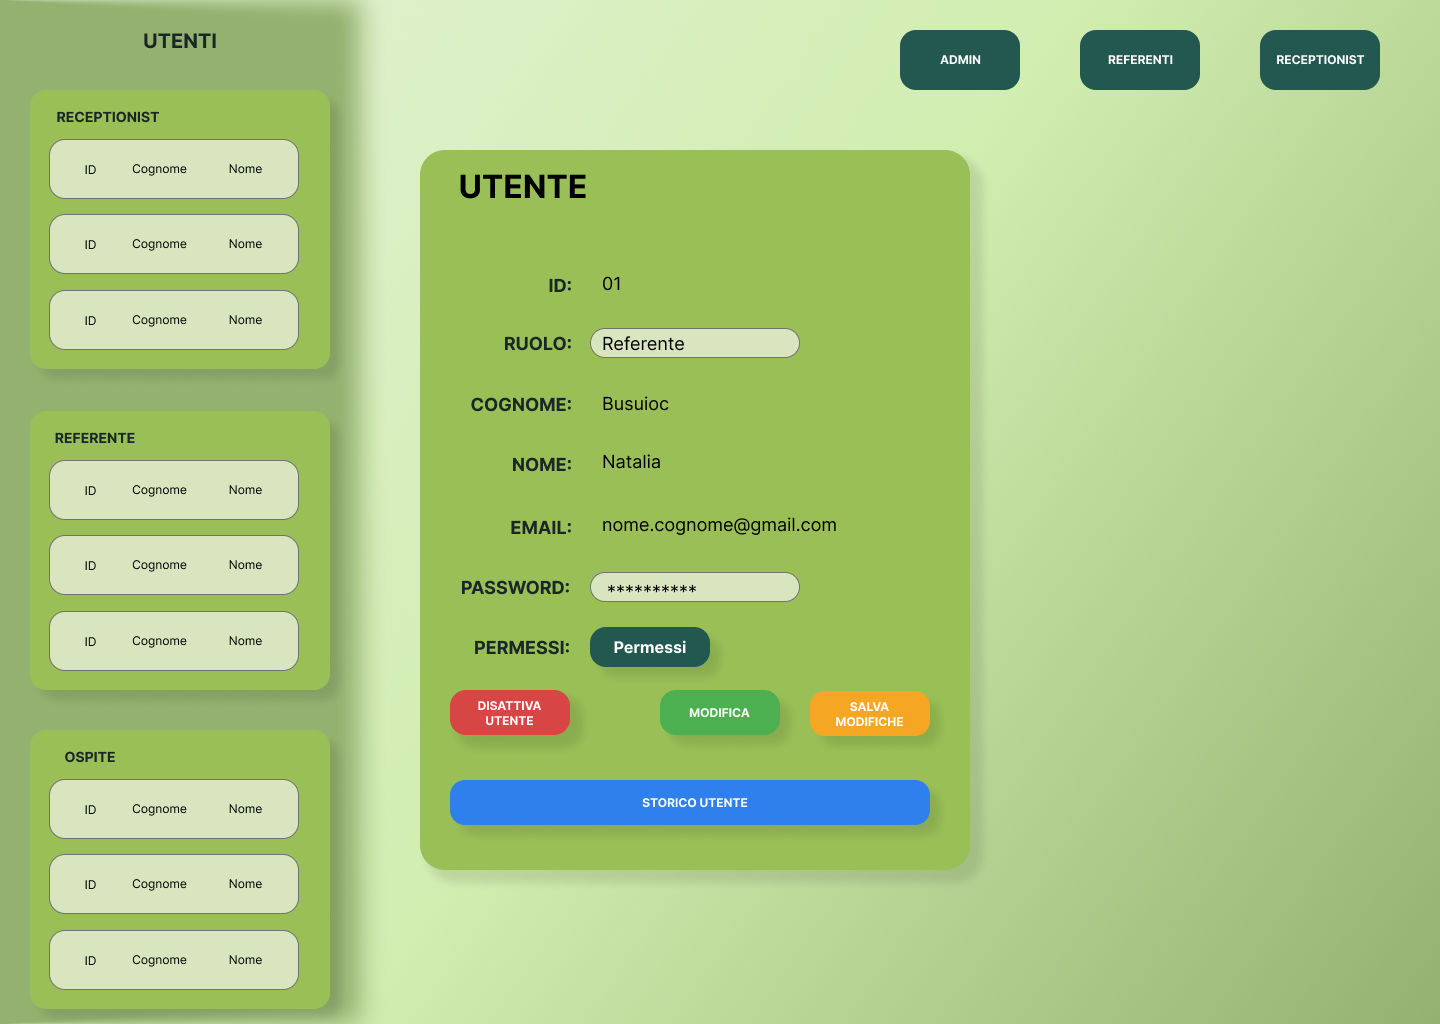 UTENTI
RECEPTIONIST
ID Cognome Nome
ID Cognome Nome
ID Cognome Nome
REFERENTE
ID Cognome Nome
ID Cognome Nome
ID Cognome Nome
OSPITE
ID Cognome Nome
ID Cognome Nome
ID Cognome Nome
ADMIN
REFERENTI
RECEPTIONIST
UTENTE
ID: 01
RUOLO: Referente
COGNOME: Busuioc
NOME: Natalia
EMAIL: nome.cognome@gmail.com
PASSWORD: **********
PERMESSI: Permessi
DISATTIVA
UTENTE
MODIFICA
SALVA
MODIFICHE
STORICO UTENTE